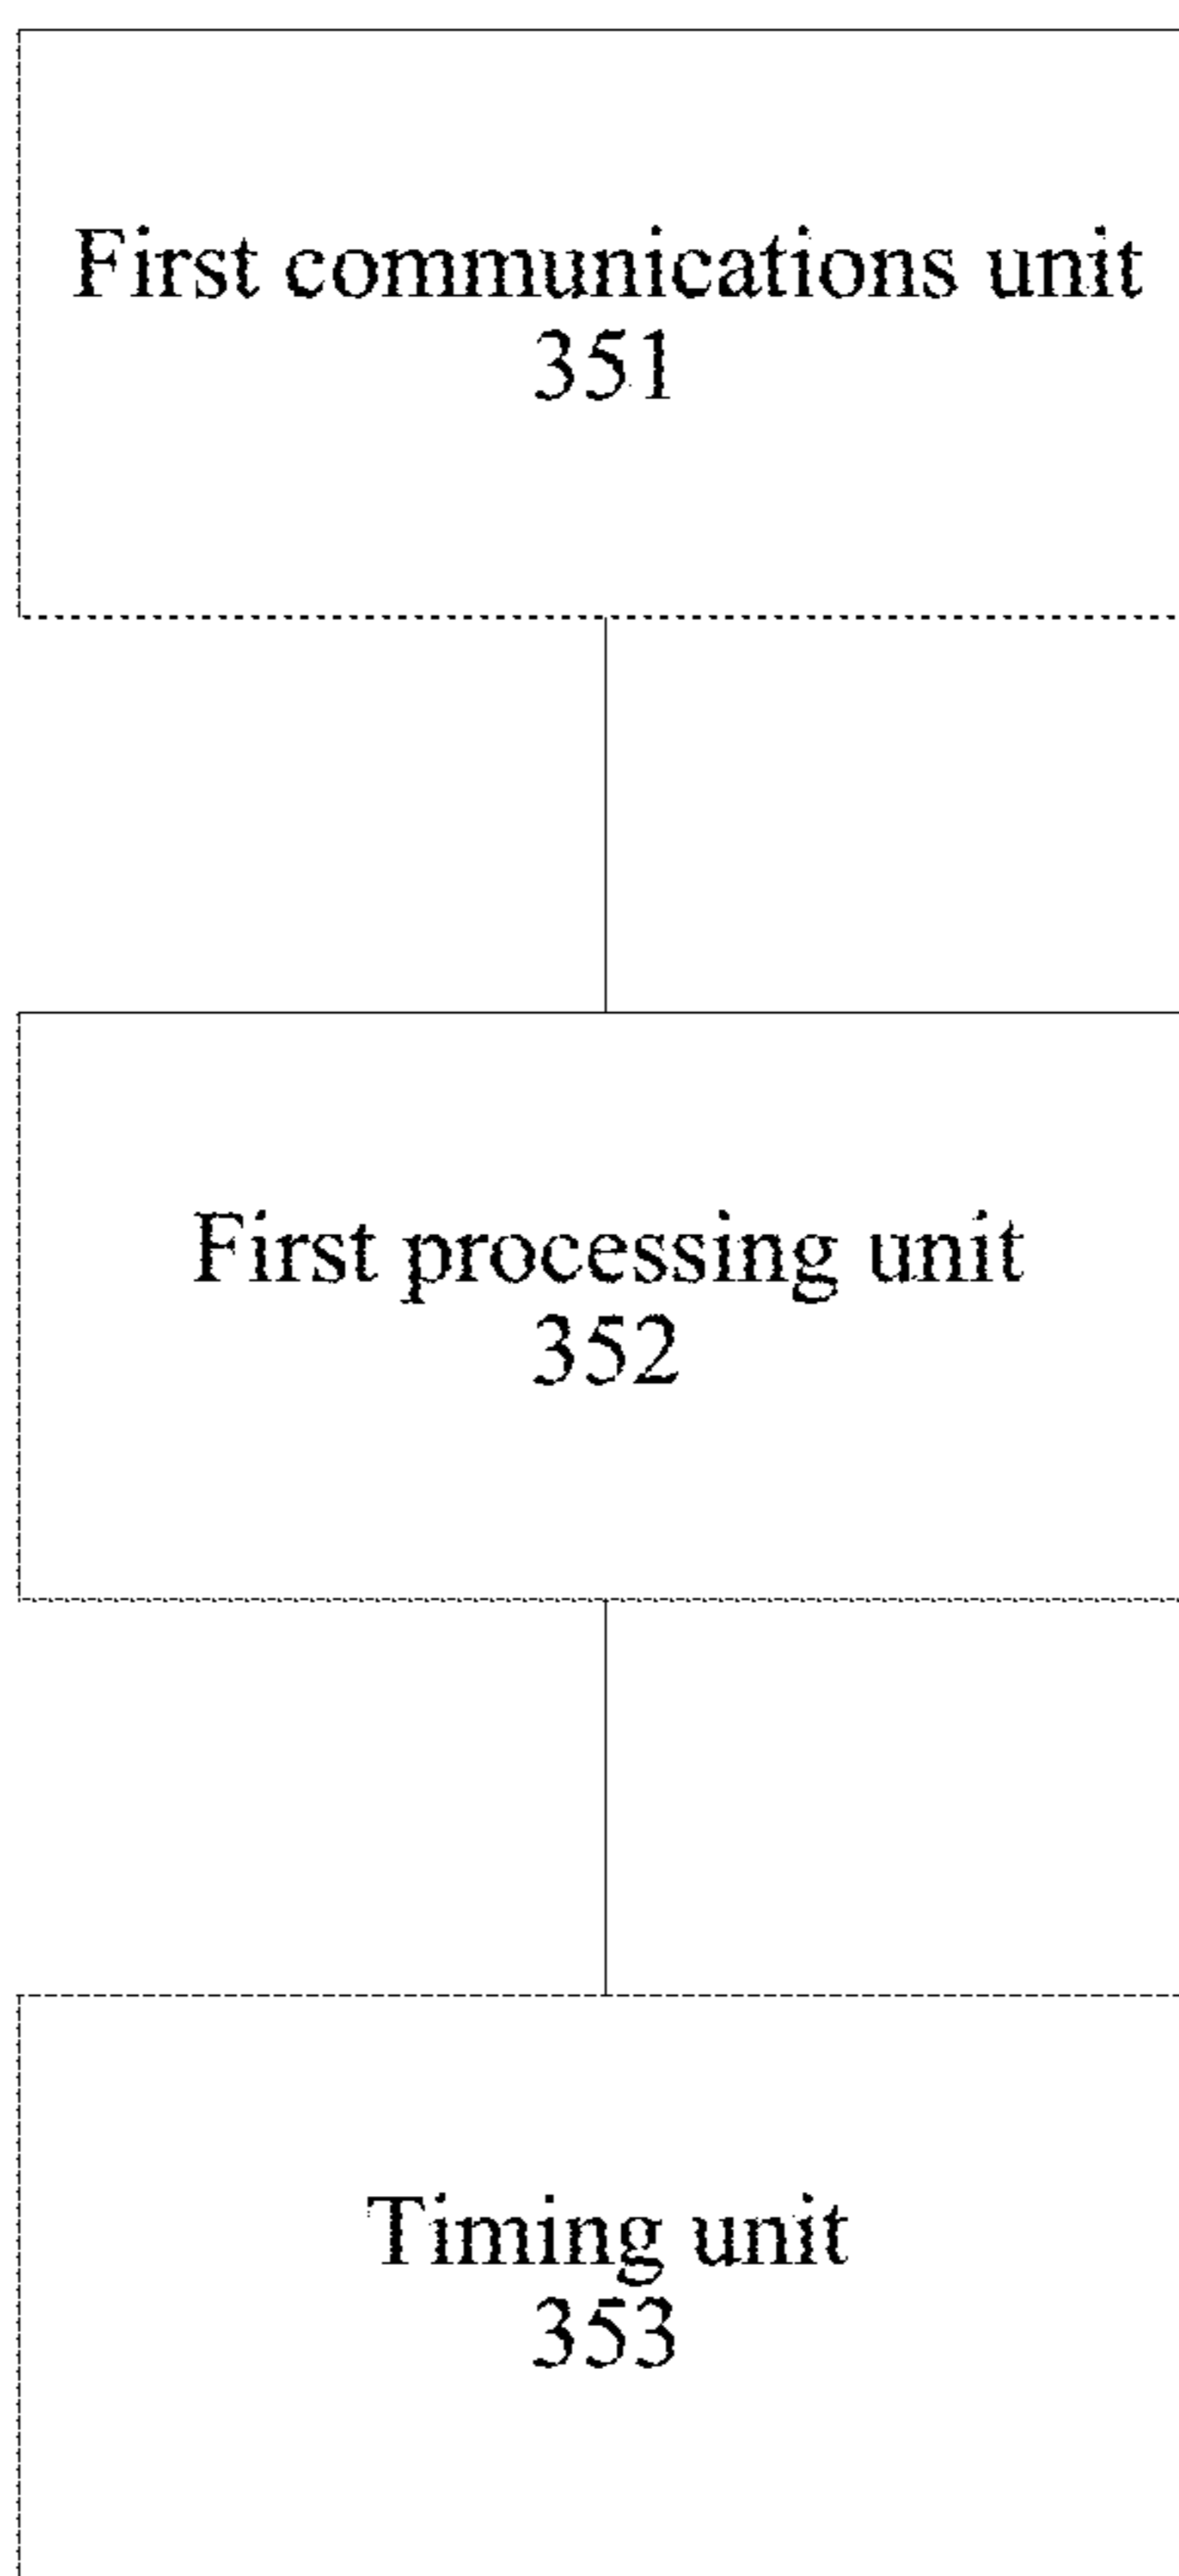 First communications unit
351
First processing unit
352
Timing unit
353